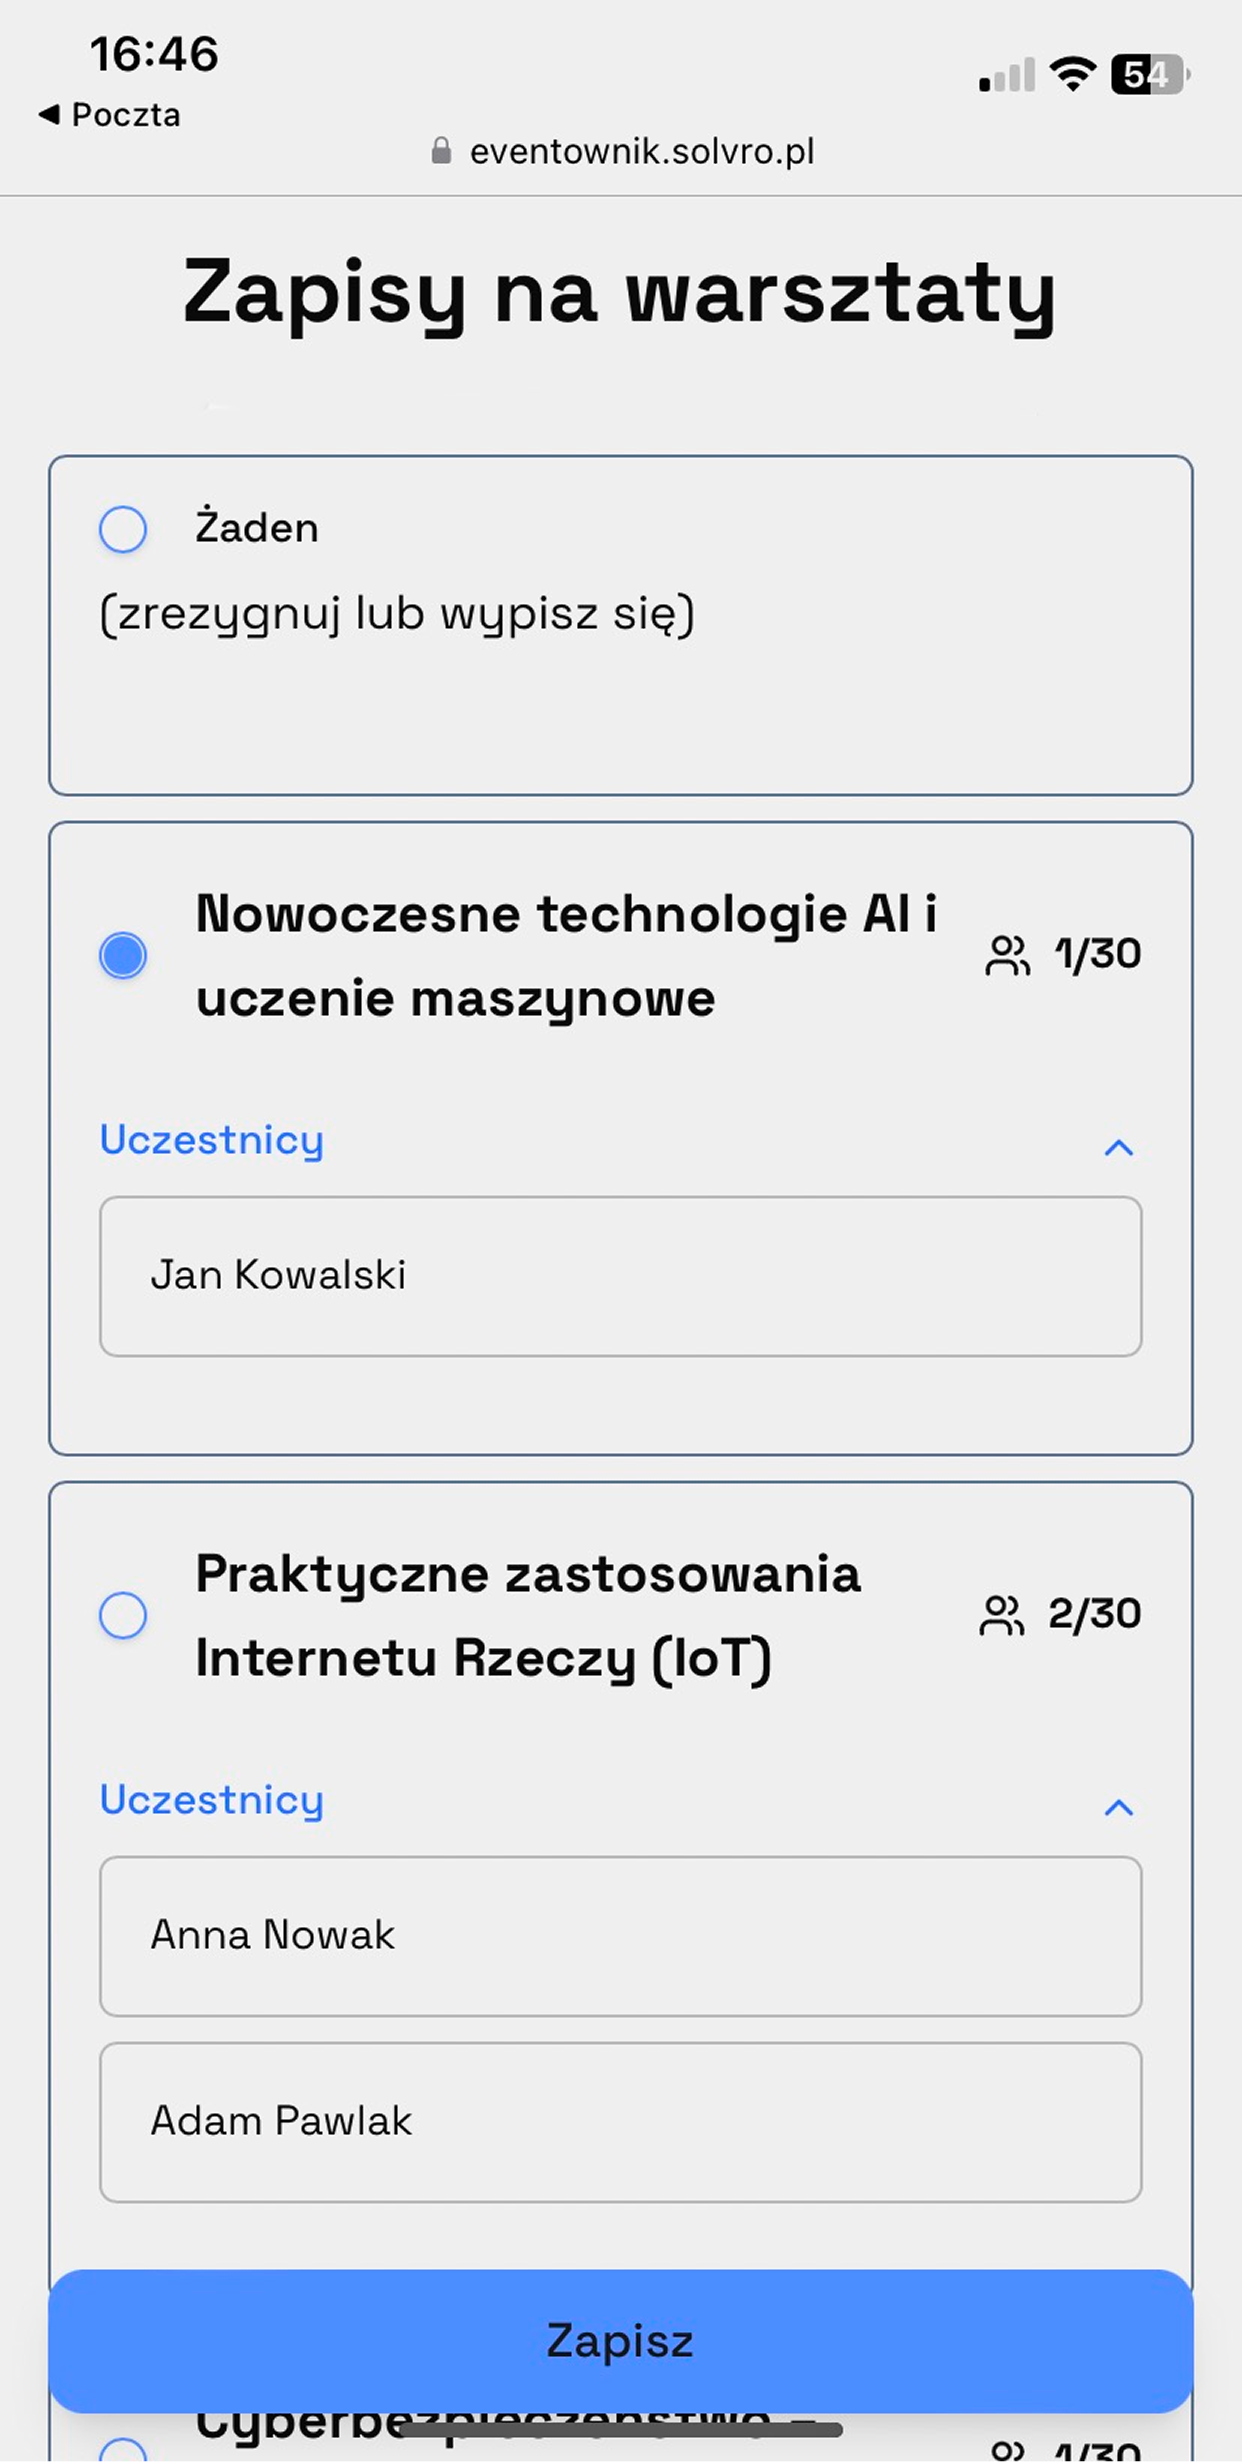 16:46
54
◀ Poczta
eventownik.solvro.pl
Zapisy na warsztaty
Żaden
(zrezygnuj lub wypisz się)
Nowoczesne technologie AI i
uczenie maszynowe
1/30
Uczestnicy
Jan Kowalski
Praktyczne zastosowania
Internetu Rzeczy (IoT)
2/30
Uczestnicy
Anna Nowak
Adam Pawlak
Zapisz
Cyberbezpieczeństwo –
1/30